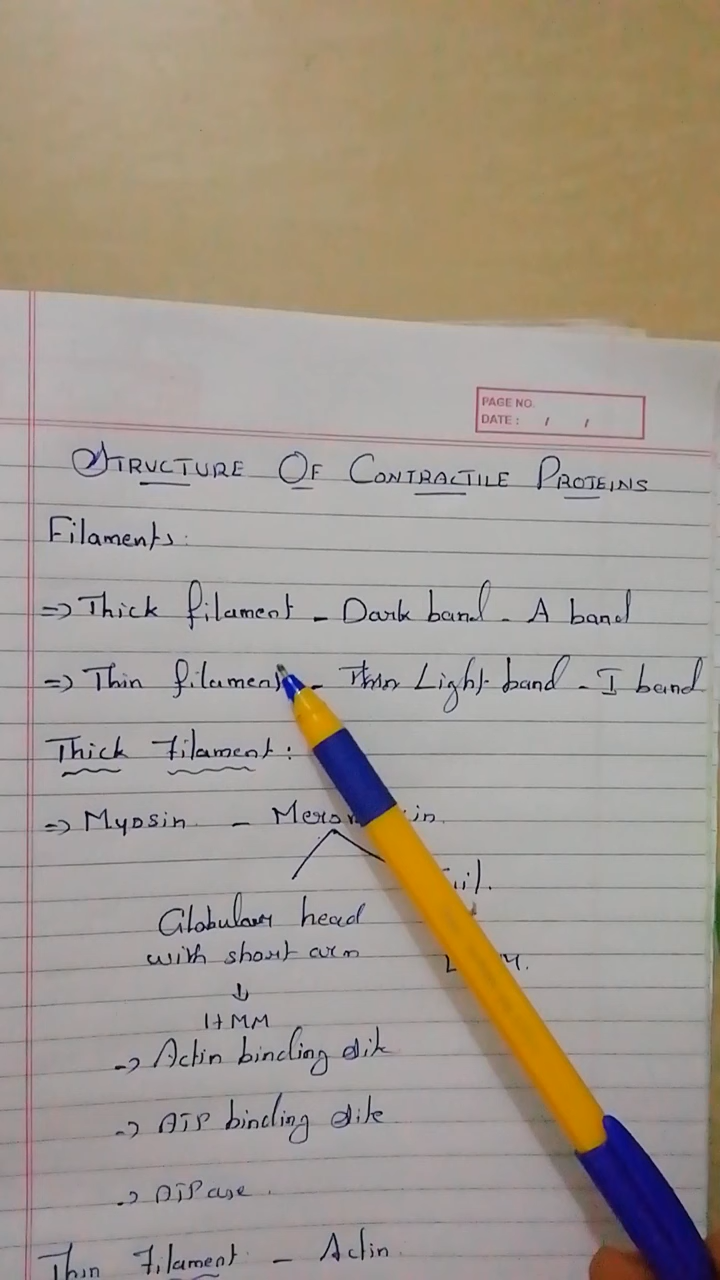 PAGE NO.
DATE : / /
STRUCTURE OF CONTRACTILE PROTEINS
Filaments:
=> Thick filament - Dark band - A band
=> Thin filament - Light band - I band
Thick Filament:
=> Myosin -
Globular head
with short arm
↓
HMM
-> Actin binding site
-> ATP binding site
-> ATPase.
Thin Filament - Actin.